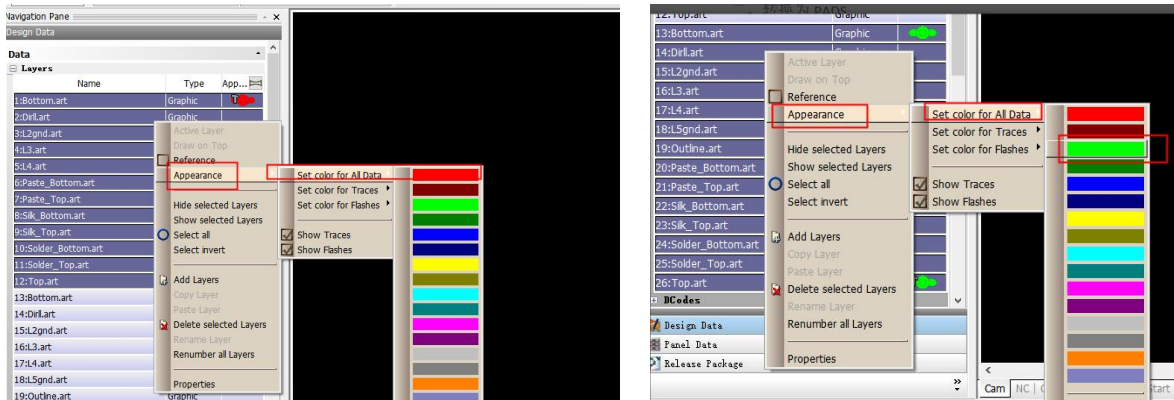 Navigation Pane
Design Data
Data
Layers
Name Type App...
1:Bottom.art Graphic
2:Dirll.art Graphic
3:L2gnd.art
4:L3.art
5:L4.art
6:Paste_Bottom.art
7:Paste_Top.art
8:Silk_Bottom.art
9:Silk_Top.art
10:Solder_Bottom.art
11:Solder_Top.art
12:Top.art
13:Bottom.art
14:Dirll.art
15:L2gnd.art
16:L3.art
17:L4.art
18:L5gnd.art
19:Outline.art Graphic
Active Layer
Draw on Top
Reference
Appearance
Hide selected Layers
Show selected Layers
Select all
Select invert
Add Layers
Copy Layer
Paste Layer
Delete selected Layers
Rename Layer
Renumber all Layers
Properties
Set color for All Data
Set color for Traces
Set color for Flashes
Show Traces
Show Flashes
转换为 PADS
12:Top.art Graphic
13:Bottom.art Graphic
14:Dirll.art
15:L2gnd.art
16:L3.art
17:L4.art
18:L5gnd.art
19:Outline.art
20:Paste_Bottom.art
21:Paste_Top.art
22:Silk_Bottom.art
23:Silk_Top.art
24:Solder_Bottom.art
25:Solder_Top.art
26:Top.art
DCodes
Design Data
Panel Data
Release Package
Active Layer
Draw on Top
Reference
Appearance
Hide selected Layers
Show selected Layers
Select all
Select invert
Add Layers
Copy Layer
Paste Layer
Delete selected Layers
Rename Layer
Renumber all Layers
Properties
Set color for All Data
Set color for Traces
Set color for Flashes
Show Traces
Show Flashes
Cam NC